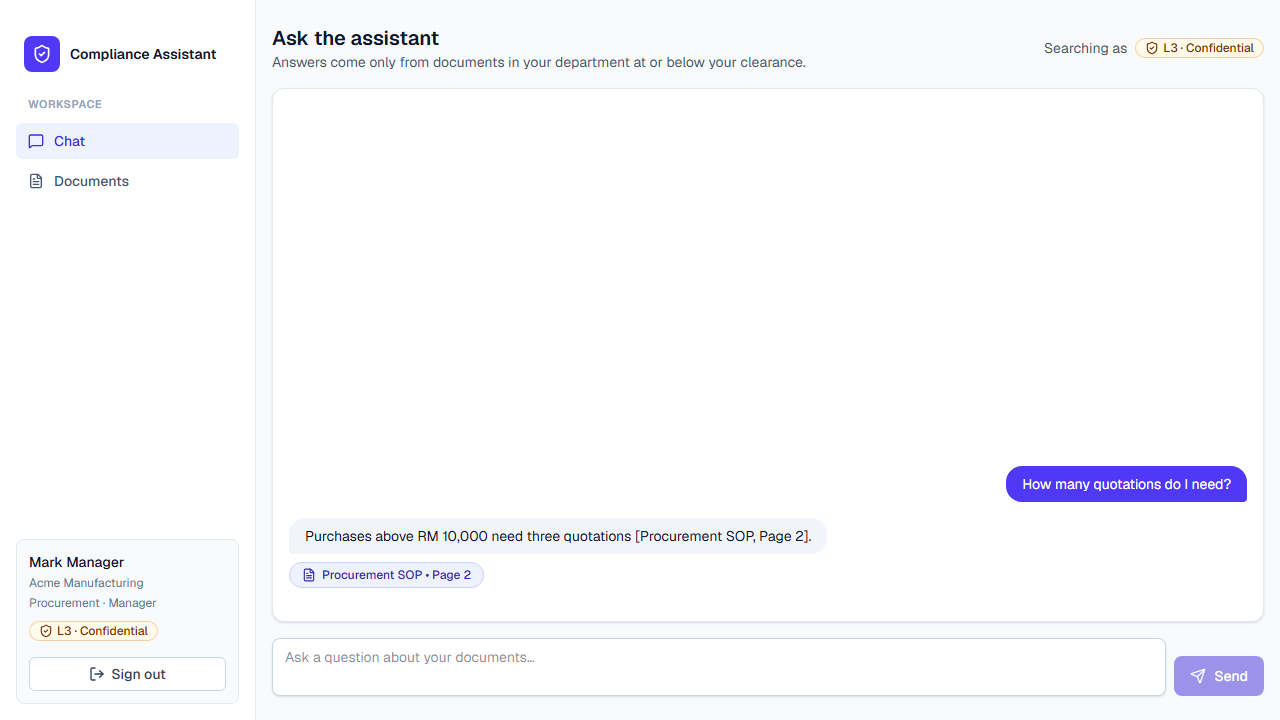 Compliance Assistant
WORKSPACE
Chat
Documents
Mark Manager
Acme Manufacturing
Procurement · Manager
L3 · Confidential
Sign out
Ask the assistant
Answers come only from documents in your department at or below your clearance.
Searching as
L3 · Confidential
How many quotations do I need?
Purchases above RM 10,000 need three quotations [Procurement SOP, Page 2].
Procurement SOP • Page 2
Ask a question about your documents...
Send